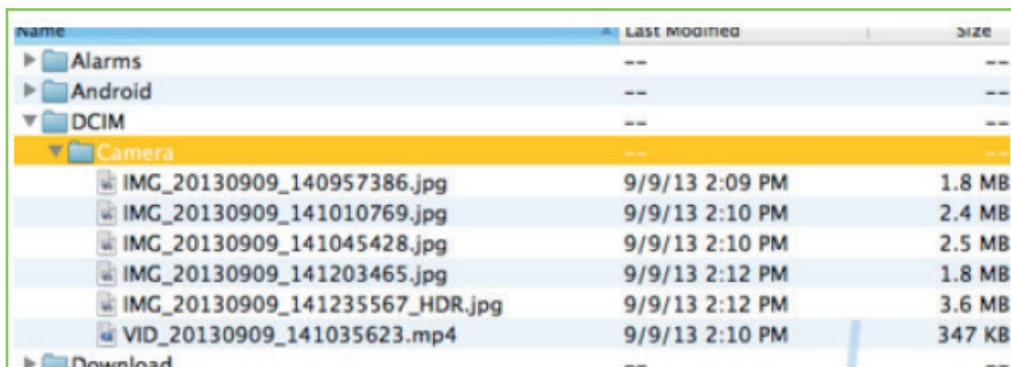 Name Last Modified Size
Alarms -- --
Android -- --
DCIM -- --
Camera -- --
IMG_20130909_140957386.jpg 9/9/13 2:09 PM 1.8 MB
IMG_20130909_141010769.jpg 9/9/13 2:10 PM 2.4 MB
IMG_20130909_141045428.jpg 9/9/13 2:10 PM 2.5 MB
IMG_20130909_141203465.jpg 9/9/13 2:12 PM 1.8 MB
IMG_20130909_141235567_HDR.jpg 9/9/13 2:12 PM 3.6 MB
VID_20130909_141035623.mp4 9/9/13 2:10 PM 347 KB
Download -- --